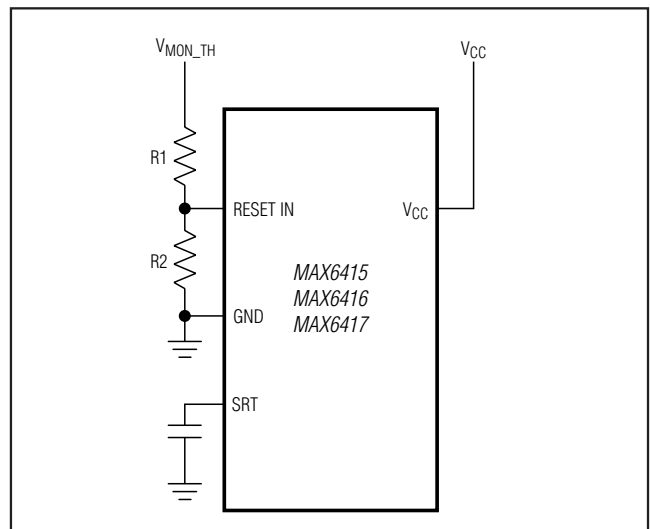 VMON_TH
VCC
R1
RESET IN
VCC
R2
MAX6415
MAX6416
MAX6417
GND
SRT